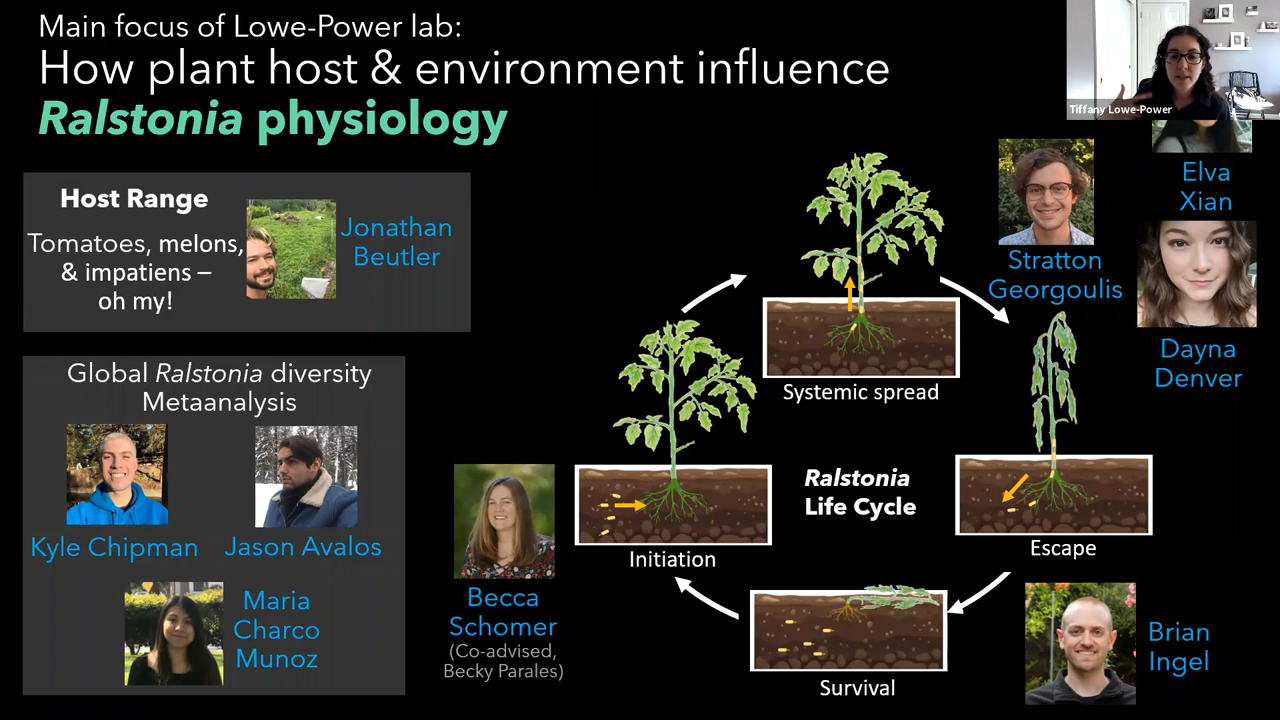 Main focus of Lowe-Power lab:
How plant host & environment influence
Ralstonia physiology
Tiffany Lowe-Power
Host Range
Tomatoes, melons,
& impatiens –
oh my!
Jonathan
Beutler
Global Ralstonia diversity
Metaanalysis
Kyle Chipman
Jason Avalos
Maria
Charco
Munoz
Becca
Schomer
(Co-advised,
Becky Parales)
Systemic spread
Ralstonia
Life Cycle
Initiation
Escape
Survival
Stratton
Georgoulis
Elva
Xian
Dayna
Denver
Brian
Ingel